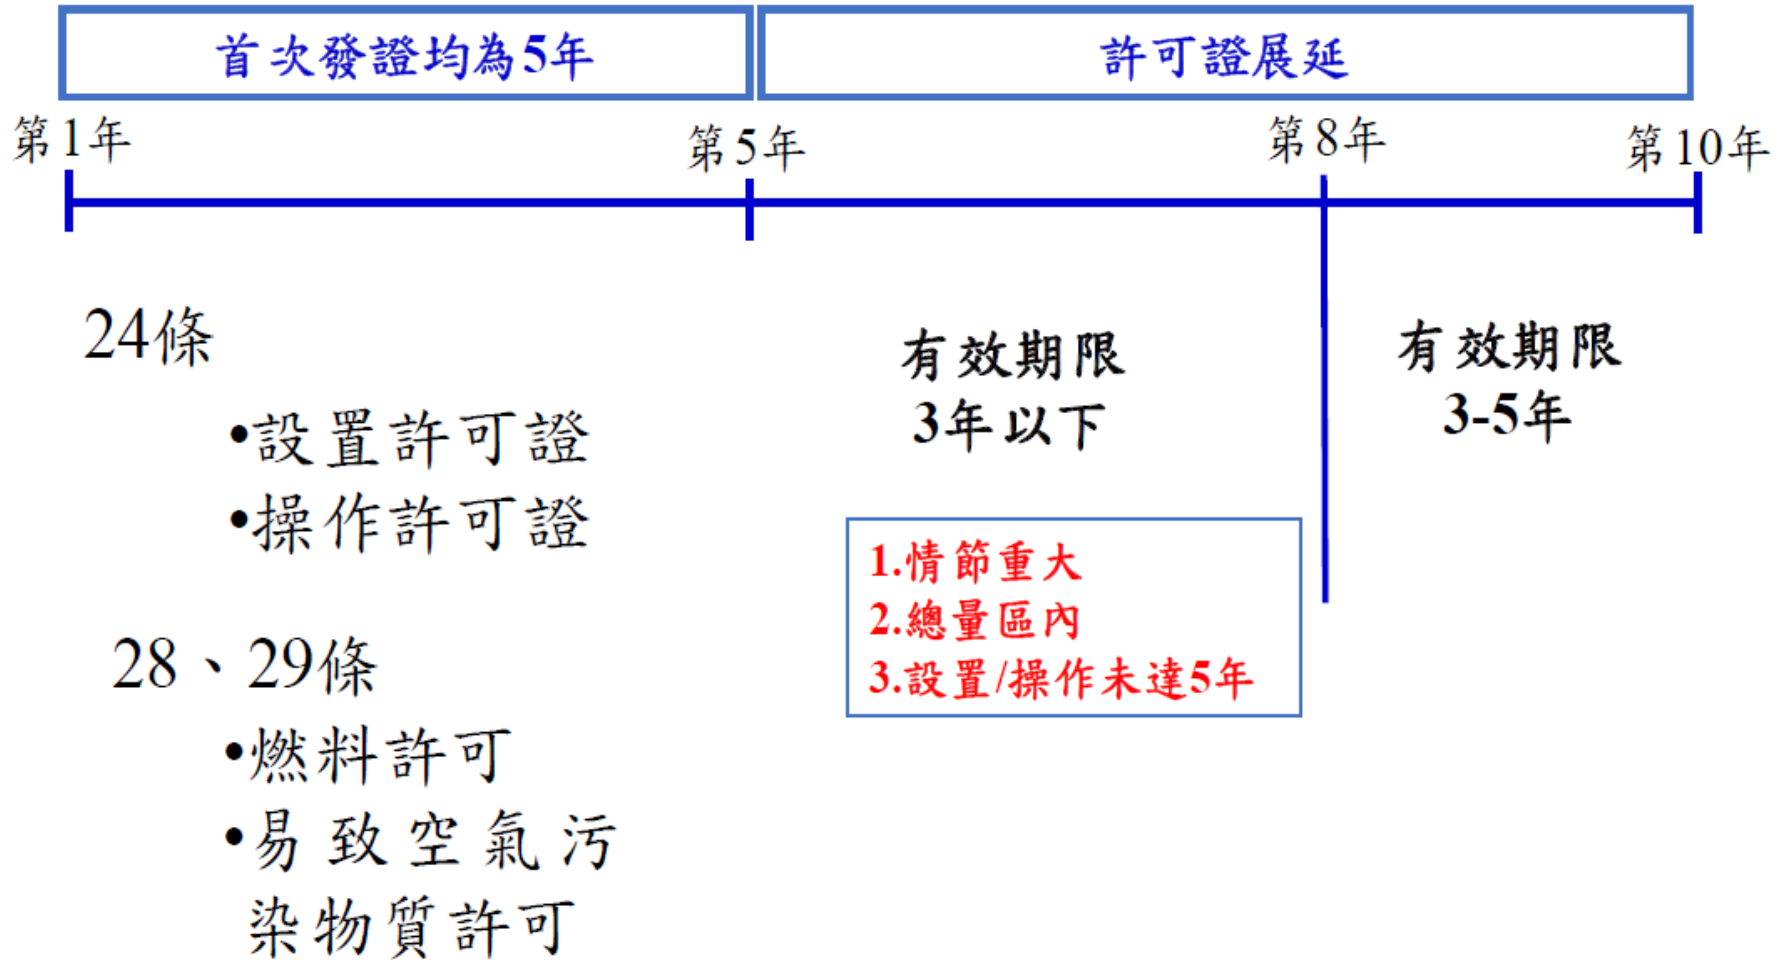 首次發證均為5年
許可證展延
第1年
第5年
第8年
第10年
24條
•設置許可證
•操作許可證
28、29條
•燃料許可
•易致空氣污
染物質許可
有效期限
3年以下
1.情節重大
2.總量區內
3.設置/操作未達5年
有效期限
3-5年